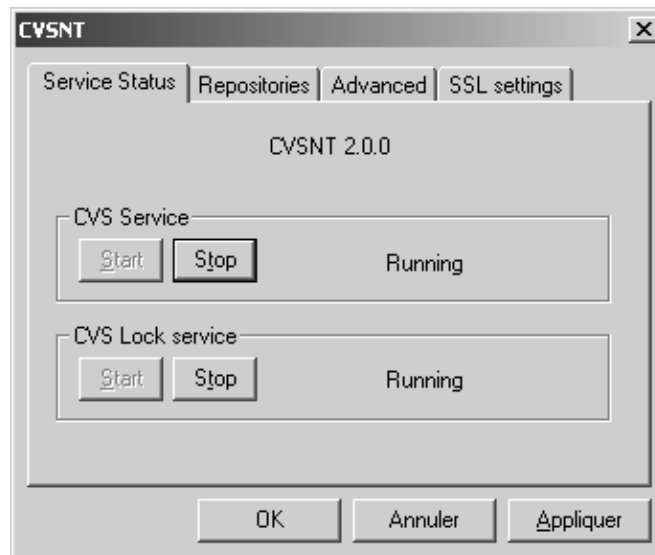 CVSNT
Service Status Repositories Advanced SSL settings
CVSNT 2.0.0
CVS Service
Start Stop Running
CVS Lock service
Start Stop Running
OK Annuler Appliquer